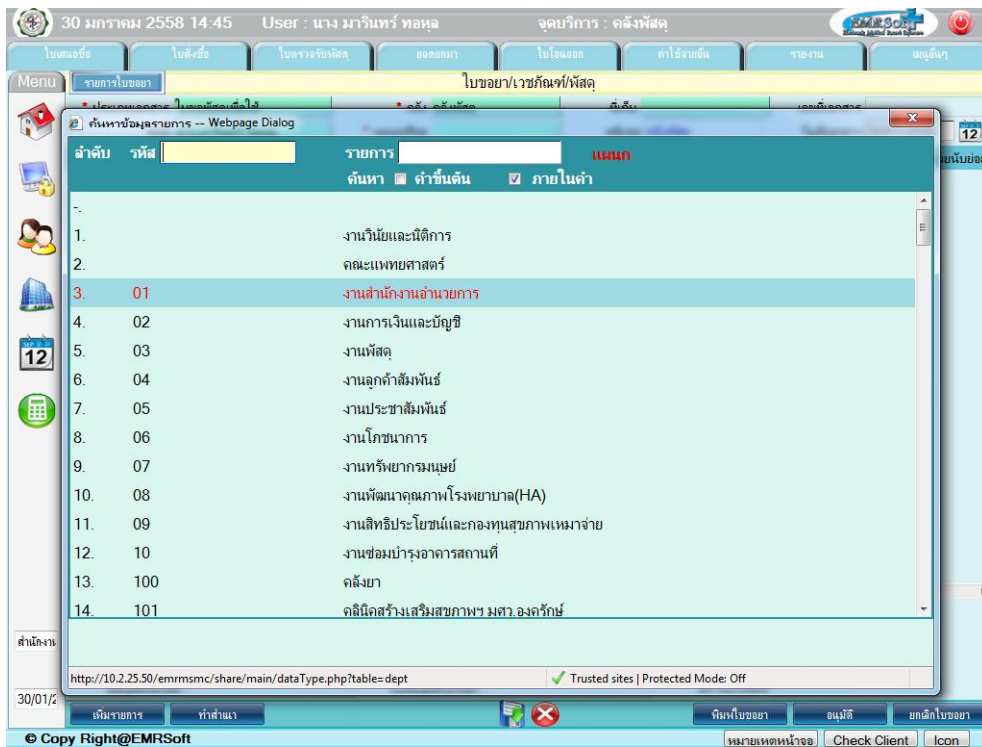 30 มกราคม 2558 14:45 User : นาง มารินทร์ ทอหุล จุดบริการ : คลังพัสดุ EMRSoft
ใบเสนอซื้อ ใบสั่งซื้อ ใบตรวจรับพัสดุ ยอดยกมา ใบโอนออก ค่าใช้จ่ายอื่น รายงาน เมนูอื่นๆ
Menu รายการใบขอยา ใบขอยา/เวชภัณฑ์/พัสดุ
ค้นหาข้อมูลรายการ -- Webpage Dialog
ลำดับ รหัส รายการ แผนก
ค้นหา คำขึ้นต้น ภายในคำ
-.
1. งานวินัยและนิติการ
2. คณะแพทยศาสตร์
3. 01 งานสำนักงานอำนวยการ
4. 02 งานการเงินและบัญชี
5. 03 งานพัสดุ
6. 04 งานลูกค้าสัมพันธ์
7. 05 งานประชาสัมพันธ์
8. 06 งานโภชนาการ
9. 07 งานทรัพยากรมนุษย์
10. 08 งานพัฒนาคุณภาพโรงพยาบาล(HA)
11. 09 งานสิทธิประโยชน์และกองทุนสุขภาพเหมาจ่าย
12. 10 งานซ่อมบำรุงอาคารสถานที่
13. 100 คลังยา
14. 101 คลินิคสร้างเสริมสุขภาพฯ มศว.องครักษ์
12
12
สำนักงาน
http://10.2.25.50/emrmsmc/share/main/dataType.php?table=dept Trusted sites | Protected Mode: Off
30/01/2
เพิ่มรายการ ทำสำเนา พิมพ์ใบขอยา อนุมัติ ยกเลิกใบขอยา
© Copy Right@EMRSoft หมายเหตุหน้าจอ Check Client Icon